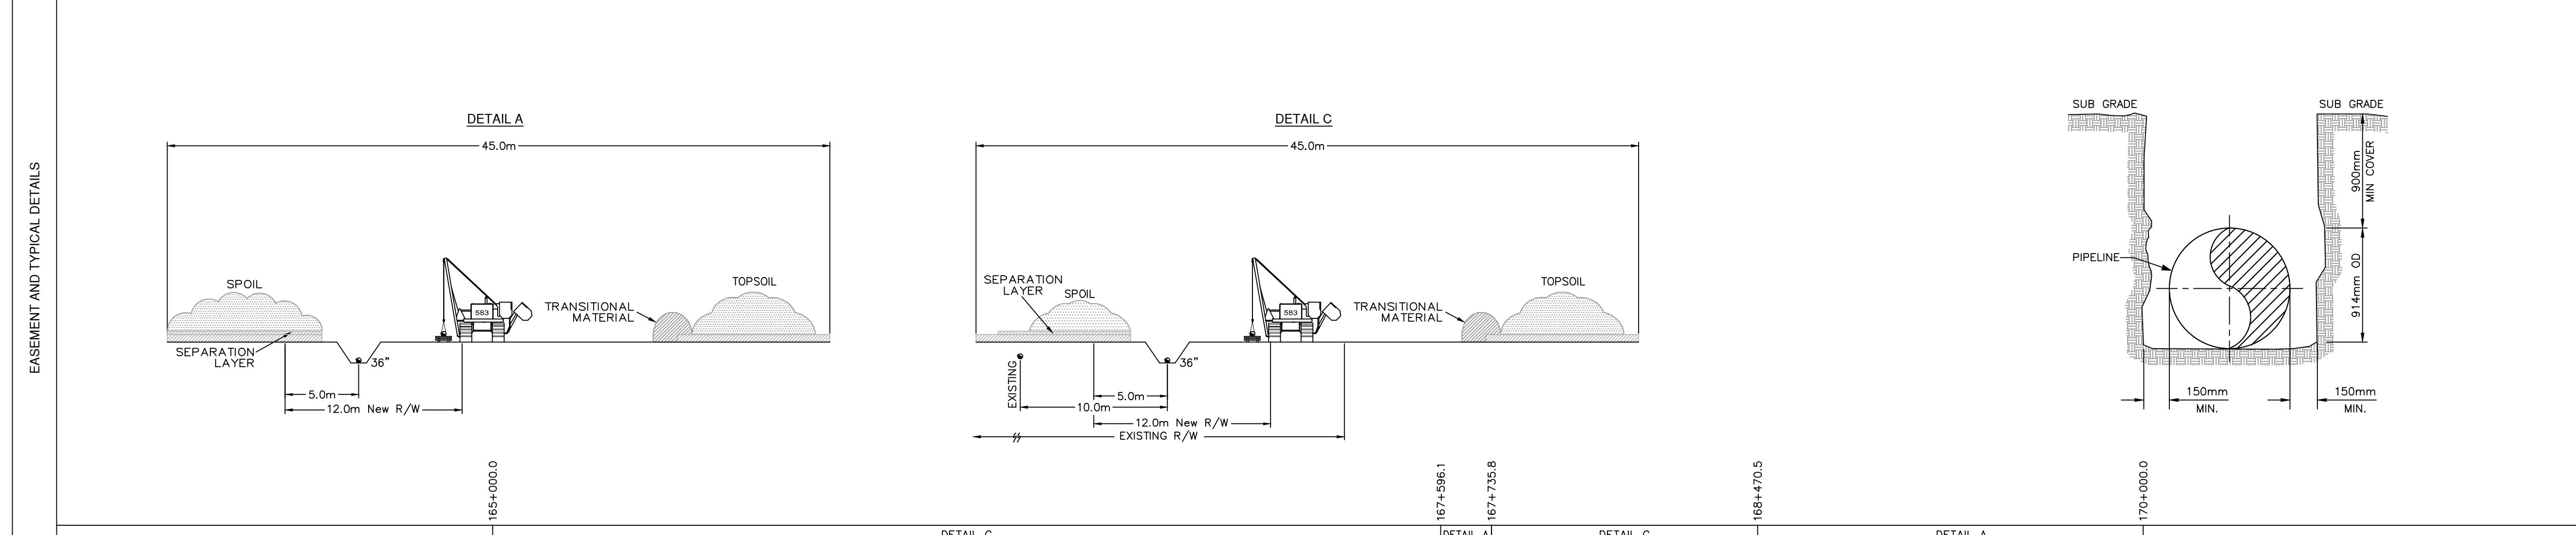 EASEMENT AND TYPICAL DETAILS
DETAIL A
45.0m
SPOIL
SEPARATION
LAYER
583
TRANSITIONAL
MATERIAL
TOPSOIL
36"
5.0m
12.0m New R/W
DETAIL C
45.0m
SEPARATION
LAYER
SPOIL
583
TRANSITIONAL
MATERIAL
TOPSOIL
EXISTING
36"
5.0m
10.0m
12.0m New R/W
EXISTING R/W
SUB GRADE
SUB GRADE
900mm
MIN COVER
PIPELINE
914mm OD
150mm
MIN.
150mm
MIN.
165+000.0
167+596.1
167+735.8
168+470.5
170+000.0
DETAIL C
DETAIL A
DETAIL C
DETAIL A